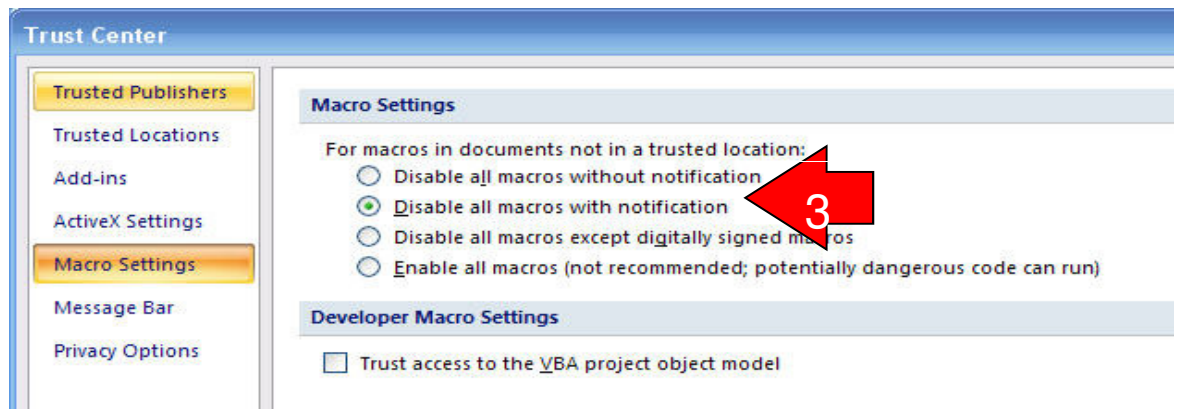 Trust Center
Trusted Publishers
Trusted Locations
Add-ins
ActiveX Settings
Macro Settings
Message Bar
Privacy Options
Macro Settings
For macros in documents not in a trusted location:
Disable all macros without notification
Disable all macros with notification
3
Disable all macros except digitally signed macros
Enable all macros (not recommended; potentially dangerous code can run)
Developer Macro Settings
Trust access to the VBA project object model